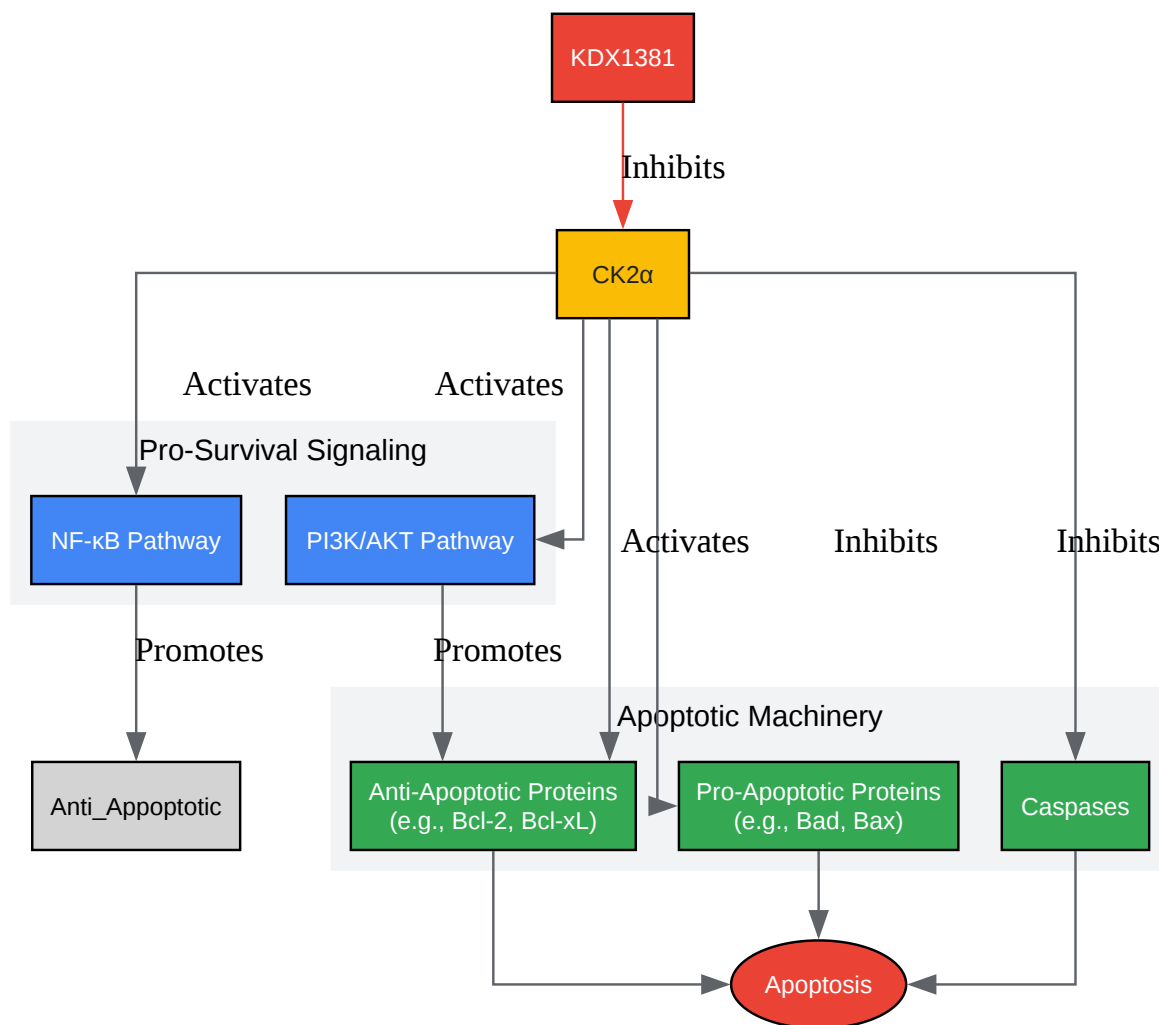 KDX1381
Inhibits
CK2α
Activates
Activates
Pro-Survival Signaling
NF-κB Pathway
PI3K/AKT Pathway
Activates
Inhibits
Inhibits
Promotes
Promotes
Apoptotic Machinery
Anti_Appoptotic
Anti-Apoptotic Proteins
(e.g., Bcl-2, Bcl-xL)
Pro-Apoptotic Proteins
(e.g., Bad, Bax)
Caspases
Apoptosis